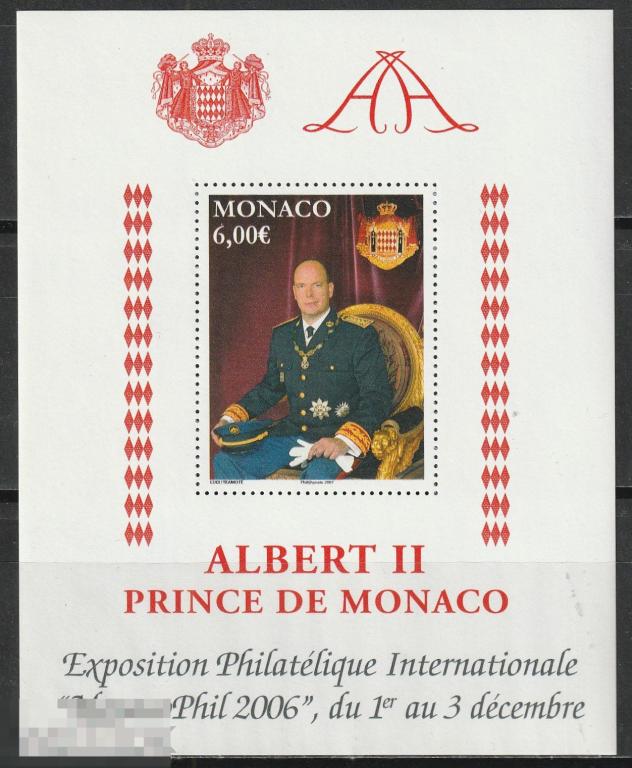 MONACO
6,00€
ALBERT II
PRINCE DE MONACO
Exposition Philatélique Internationale
Phil 2006”, du 1er au 3 décembre